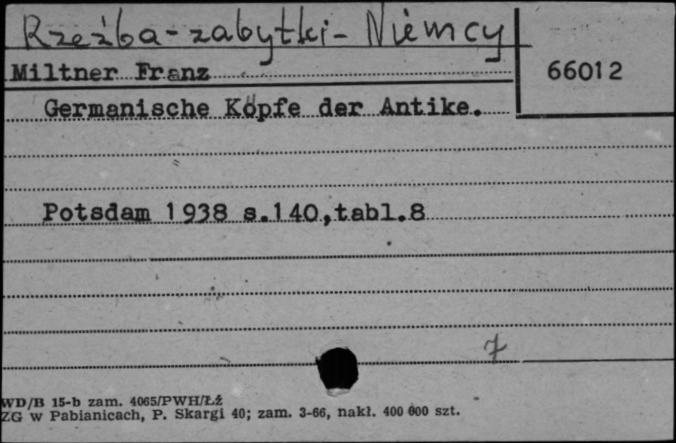 Rzeźba-zabytki-Niemcy
Miltner Franz
66012
Germanische Köpfe der Antike.
Potsdam 1938 s.140,tabl.8
7
WD/B 15-b zam. 4065/PWH/Łź
ZG w Pabianicach, P. Skargi 40; zam. 3-66, nakł. 400 000 szt.